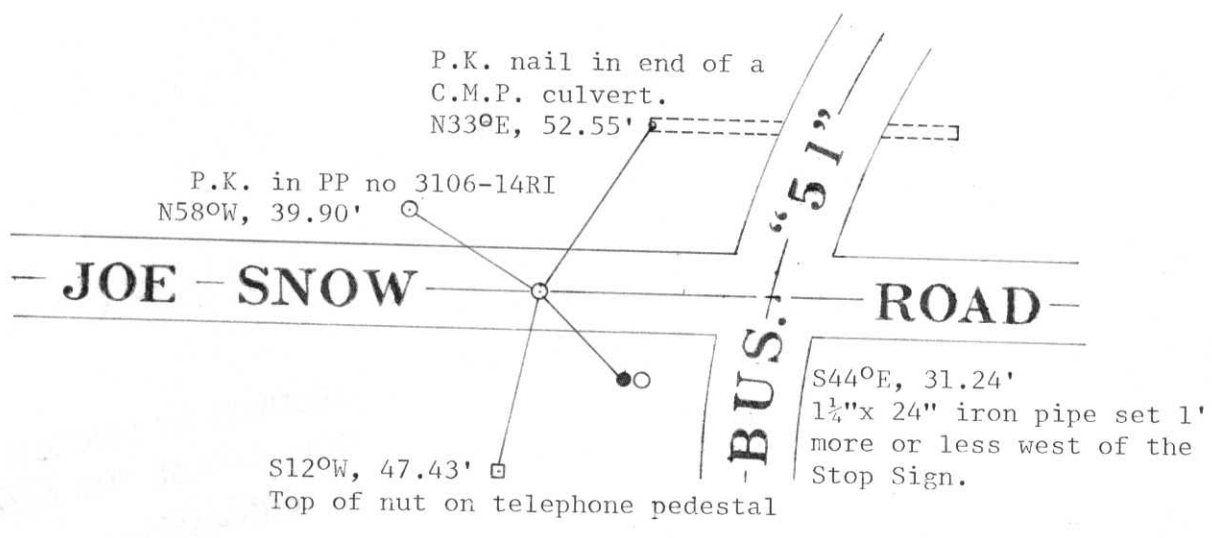 P.K. nail in end of a
C.M.P. culvert.
N33°E, 52.55'
P.K. in PP no 3106-14RI
N58°W, 39.90'
JOE SNOW ROAD
BUS. "51"
S44°E, 31.24'
1¼"x 24" iron pipe set 1'
more or less west of the
Stop Sign.
S12°W, 47.43'
Top of nut on telephone pedestal